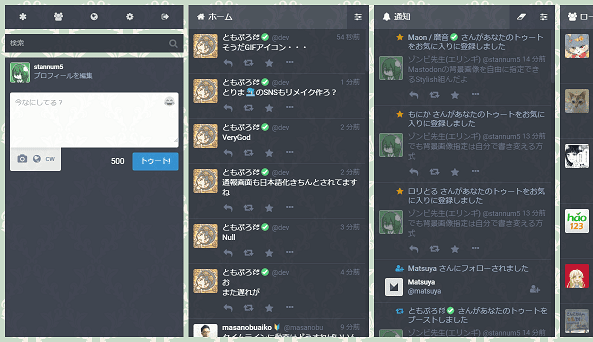 検索
stannum5
プロフィールを編集
今なにしてる?
CW
500
トゥート!
ホーム
ともぷろ @dev 54 秒前
そうだGIFアイコン・・・
ともぷろ @dev 1 分前
とりま のSNSもリメイク作ろ?
ともぷろ @dev 2 分前
VeryGod
ともぷろ @dev 2 分前
通報画面も日本語化きちんとされてます
ね
ともぷろ @dev 3 分前
Null
ともぷろ @dev 4 分前
お
また遅れが
masanobuaiko @masanobu 9 分前
通知
Maon / 磨音 さんがあなたのトゥート
をお気に入りに登録しました
ゾンビ先生(エリンギ) @stannum5 14 分前
Mastodonの背景画像を自由に指定でき
るStylish組んだよ
もにか さんがあなたのトゥートをお気
に入りに登録しました
ゾンビ先生(エリンギ) @stannum5 13 分前
でも背景画像指定は自分で書き変える方
式
ロリとる さんがあなたのトゥートをお気
に入りに登録しました
ゾンビ先生(エリンギ) @stannum5 13 分前
でも背景画像指定は自分で書き変える方
式
Matsuya さんにフォローされました
Matsuya
@matsuya
ともぷろ さんがあなたのトゥートを
ブーストしました
ゾンビ先生(エリンギ) @stannum5 14 分前
ロー
hao
123